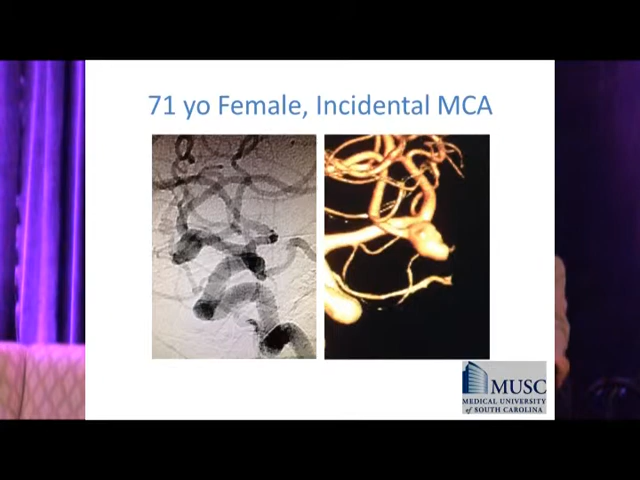 71 yo Female, Incidental MCA
MUSC
MEDICAL UNIVERSITY
of SOUTH CAROLINA